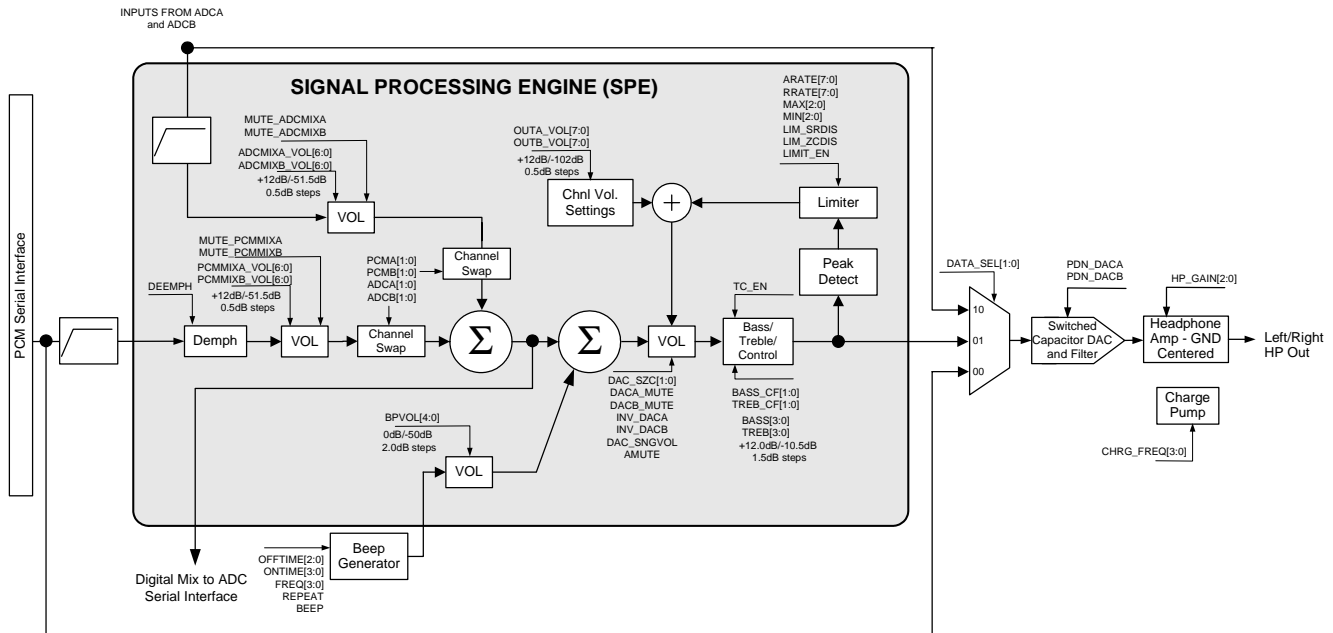 INPUTS FROM ADCA
and ADCB
SIGNAL PROCESSING ENGINE (SPE)
PCM Serial Interface
MUTE_ADCMIXA
MUTE_ADCMIXB
ADCMIXA_VOL[6:0]
ADCMIXB_VOL[6:0]
+12dB/-51.5dB
0.5dB steps
VOL
OUTA_VOL[7:0]
OUTB_VOL[7:0]
+12dB/-102dB
0.5dB steps
Chnl Vol.
Settings
+
ARATE[7:0]
RRATE[7:0]
MAX[2:0]
MIN[2:0]
LIM_SRDIS
LIM_ZCDIS
LIMIT_EN
Limiter
Peak
Detect
MUTE_PCMMIXA
MUTE_PCMMIXB
PCMMIXA_VOL[6:0]
PCMMIXB_VOL[6:0]
+12dB/-51.5dB
0.5dB steps
DEEMPH
Demph
VOL
PCMA[1:0]
PCMB[1:0]
ADCA[1:0]
ADCB[1:0]
Channel
Swap
Channel
Swap
Σ
Σ
VOL
DAC_SZC[1:0]
DACA_MUTE
DACB_MUTE
INV_DACA
INV_DACB
DAC_SNGVOL
AMUTE
TC_EN
Bass/
Treble/
Control
BASS_CF[1:0]
TREB_CF[1:0]
BASS[3:0]
TREB[3:0]
+12.0dB/-10.5dB
1.5dB steps
DATA_SEL[1:0]
10
01
00
PDN_DACA
PDN_DACB
Switched
Capacitor DAC
and Filter
HP_GAIN[2:0]
Headphone
Amp - GND
Centered
Left/Right
HP Out
Charge
Pump
CHRG_FREQ[3:0]
BPVOL[4:0]
0dB/-50dB
2.0dB steps
VOL
Beep
Generator
OFFTIME[2:0]
ONTIME[3:0]
FREQ[3:0]
REPEAT
BEEP
Digital Mix to ADC
Serial Interface